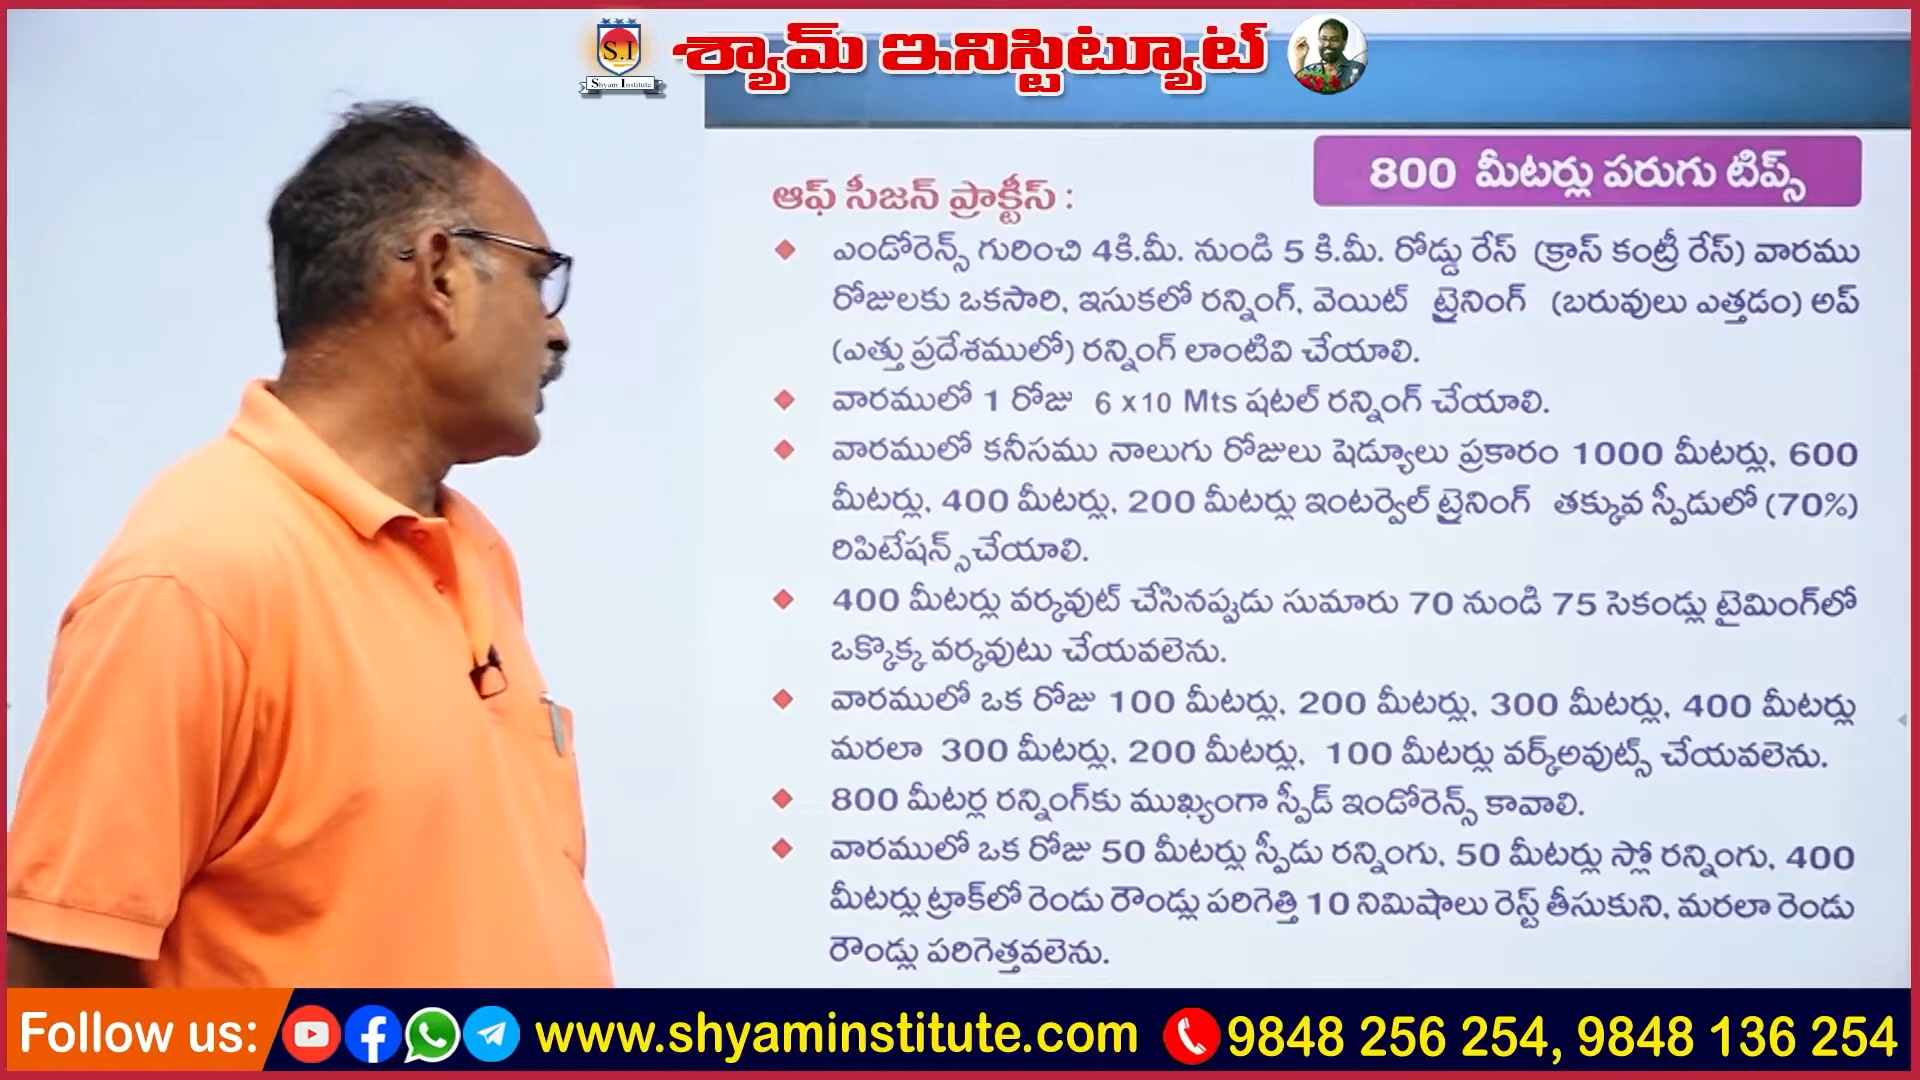 S.I
Shyam Institute
శ్యామ్ ఇనిస్టిట్యూట్
800 మీటర్లు పరుగు టిప్స్
ఆఫ్ సీజన్ ప్రాక్టీస్ :
ఎండోరెన్స్ గురించి 4కి.మీ. నుండి 5 కి.మీ. రోడ్డు రేస్ (క్రాస్ కంట్రీ రేస్) వారము
రోజులకు ఒకసారి, ఇసుకలో రన్నింగ్, వెయిట్ ట్రైనింగ్ (బరువులు ఎత్తడం) అప్
(ఎత్తు ప్రదేశములో) రన్నింగ్ లాంటివి చేయాలి.
వారములో 1 రోజు 6 x10 Mts షటల్ రన్నింగ్ చేయాలి.
వారములో కనీసము నాలుగు రోజులు షెడ్యూలు ప్రకారం 1000 మీటర్లు, 600
మీటర్లు, 400 మీటర్లు, 200 మీటర్లు ఇంటర్వెల్ ట్రైనింగ్ తక్కువ స్పీడులో (70%)
రిపిటేషన్స్ చేయాలి.
400 మీటర్లు వర్కవుట్ చేసినప్పడు సుమారు 70 నుండి 75 సెకండ్లు టైమింగ్‌లో
ఒక్కొక్క వర్కవుటు చేయవలెను.
వారములో ఒక రోజు 100 మీటర్లు, 200 మీటర్లు, 300 మీటర్లు, 400 మీటర్లు
మరలా 300 మీటర్లు, 200 మీటర్లు, 100 మీటర్లు వర్క్‌అవుట్స్ చేయవలెను.
800 మీటర్ల రన్నింగ్‌కు ముఖ్యంగా స్పీడ్ ఇండోరెన్స్ కావాలి.
వారములో ఒక రోజు 50 మీటర్లు స్పీడు రన్నింగు, 50 మీటర్లు స్లో రన్నింగు, 400
మీటర్లు ట్రాక్‌లో రెండు రౌండ్లు పరిగెత్తి 10 నిమిషాలు రెస్ట్ తీసుకుని, మరలా రెండు
రౌండ్లు పరిగెత్తవలెను.
Follow us: www.shyaminstitute.com 9848 256 254, 9848 136 254